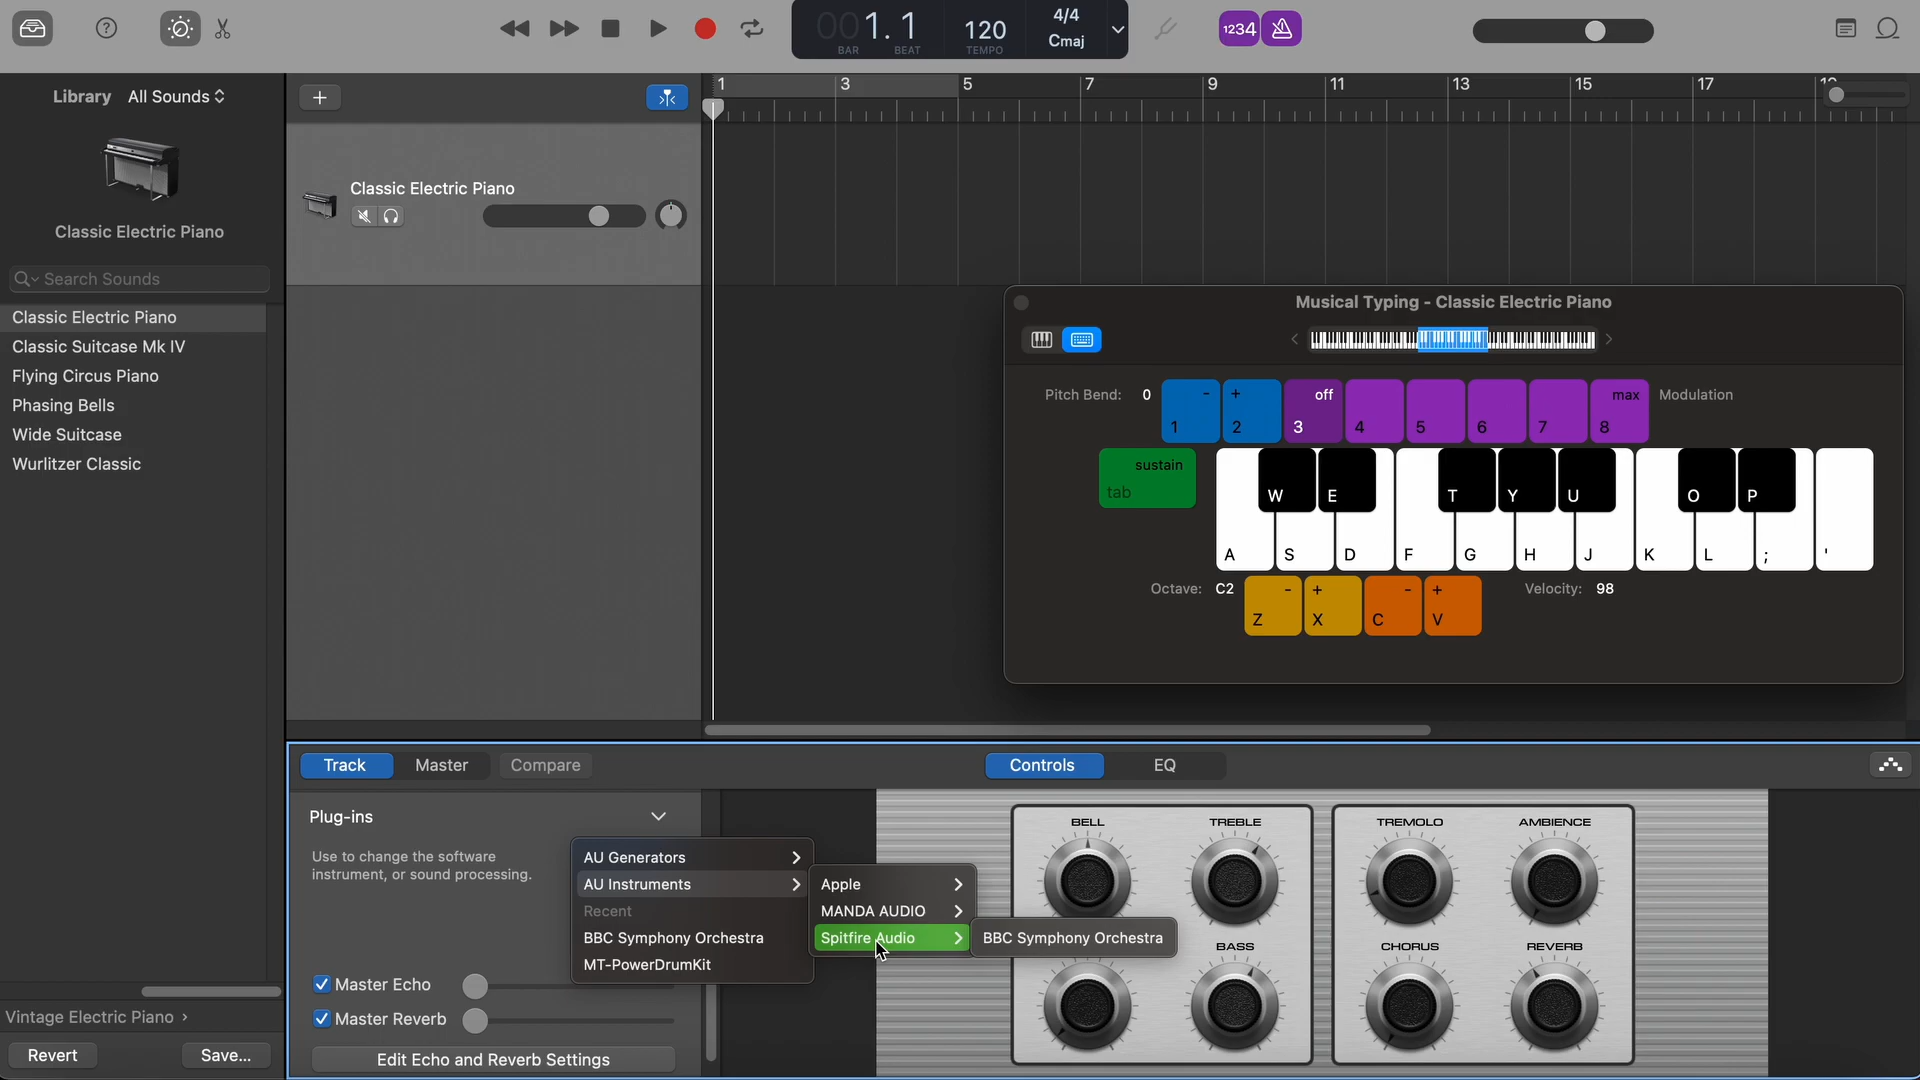 001.1
BAR BEAT
120
TEMPO
4/4
Cmaj
1234
Library All Sounds
1 3 5 7 9 11 13 15 17
Classic Electric Piano
Classic Electric Piano
Search Sounds
Classic Electric Piano
Classic Suitcase Mk IV
Flying Circus Piano
Phasing Bells
Wide Suitcase
Wurlitzer Classic
Musical Typing - Classic Electric Piano
Pitch Bend: 0 - + off max Modulation
1 2 3 4 5 6 7 8
sustain
tab
W E T Y U O P
A S D F G H J K L ; '
Octave: C2 - + - + Velocity: 98
Z X C V
Track Master Compare Controls EQ
Plug-ins
Use to change the software
instrument, or sound processing.
AU Generators
AU Instruments
Recent
BBC Symphony Orchestra
MT-PowerDrumKit
Apple
MANDA AUDIO
Spitfire Audio
BBC Symphony Orchestra
BELL TREBLE TREMOLO AMBIENCE
BASS CHORUS REVERB
Master Echo
Master Reverb
Edit Echo and Reverb Settings
Vintage Electric Piano
Revert Save...